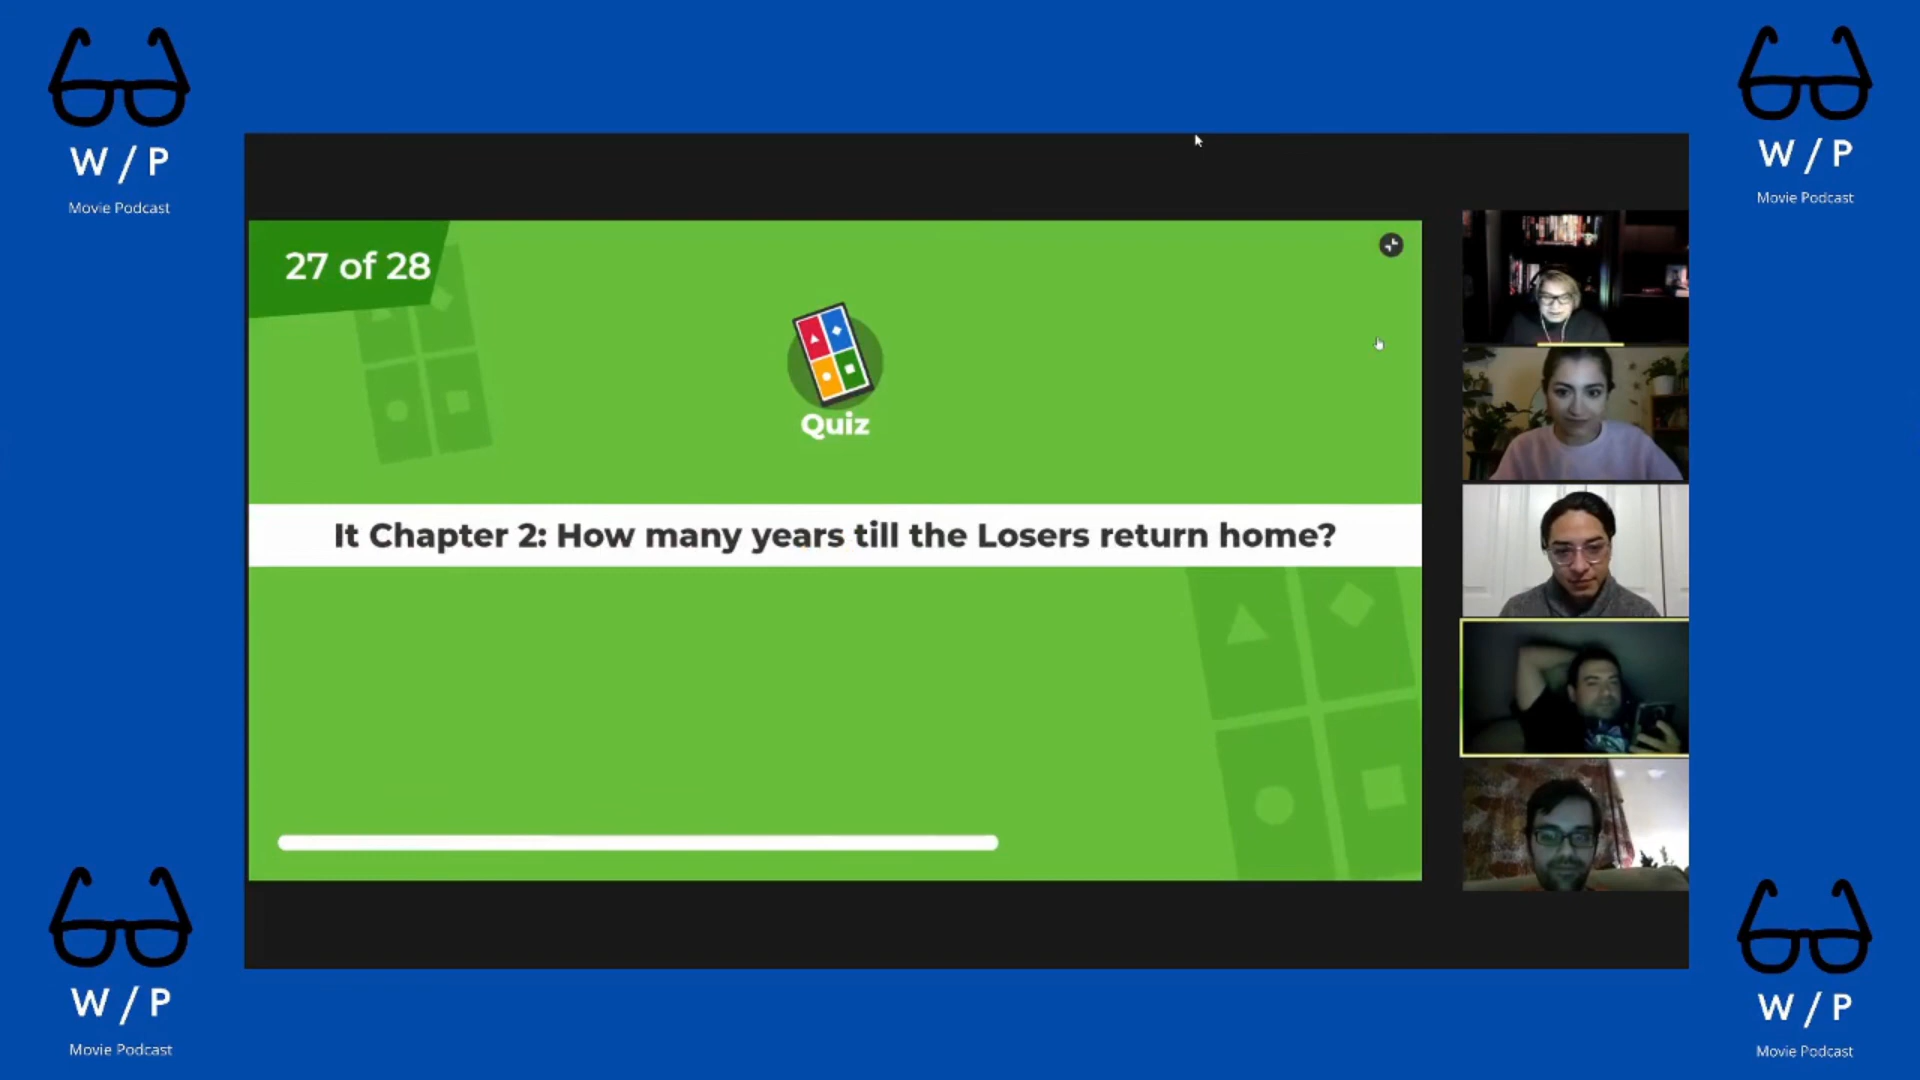 W / P
Movie Podcast
W / P
Movie Podcast
27 of 28
Quiz
It Chapter 2: How many years till the Losers return home?
W / P
Movie Podcast
W / P
Movie Podcast